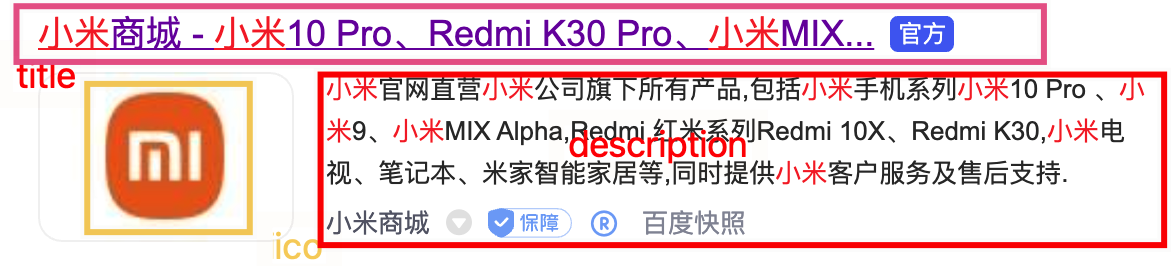 小米商城 - 小米10 Pro、Redmi K30 Pro、小米MIX... 官方
title
mi
小米官网直营小米公司旗下所有产品,包括小米手机系列小米10 Pro 、小
米9、小米MIX Alpha,Redmi 红米系列Redmi 10X、Redmi K30,小米电
description
视、笔记本、米家智能家居等,同时提供小米客户服务及售后支持.
小米商城 保障 ® 百度快照
ico